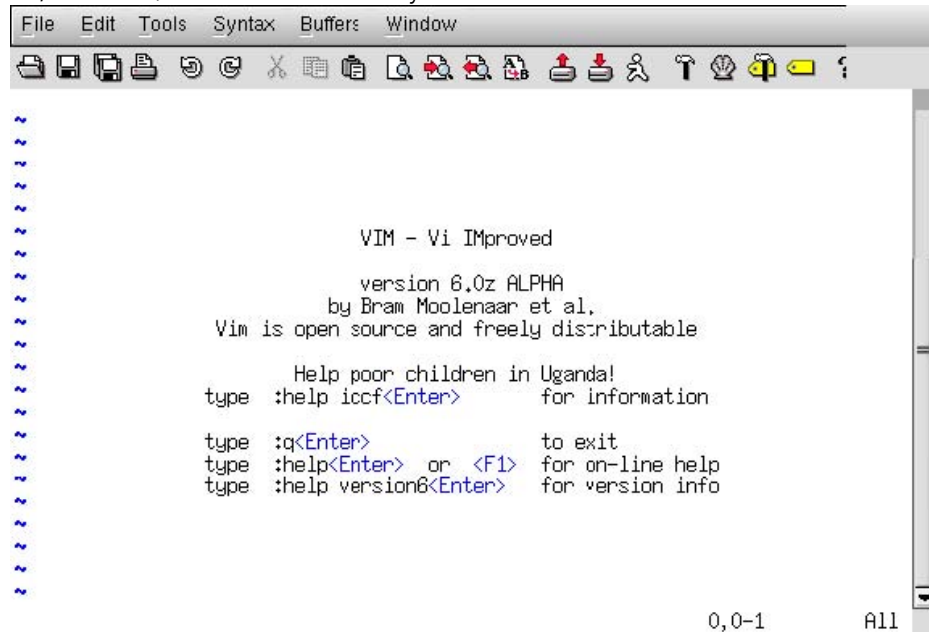 File Edit Tools Syntax Buffers Window
~
~
~
~
~
~
VIM - Vi IMproved
~
~
version 6.0z ALPHA
~
by Bram Moolenaar et al.
~
Vim is open source and freely distributable
~
~
Help poor children in Uganda!
~
type :help iccf<Enter> for information
~
~
type :q<Enter> to exit
~
type :help<Enter> or <F1> for on-line help
~
type :help version6<Enter> for version info
~
~
~
~
~
0,0-1 All